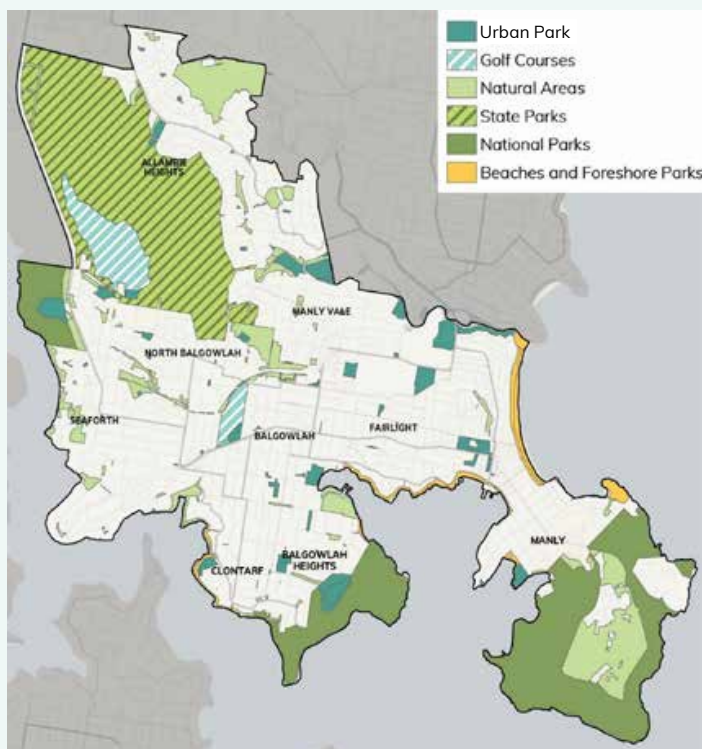 Urban Park
Golf Courses
Natural Areas
State Parks
National Parks
Beaches and Foreshore Parks
ALLAMBIE
HEIGHTS
MANLY VALE
NORTH BALGOWLAH
SEAFORTH
BALGOWLAH
FAIRLIGHT
MANLY
BALGOWLAH
HEIGHTS
CLONTARF